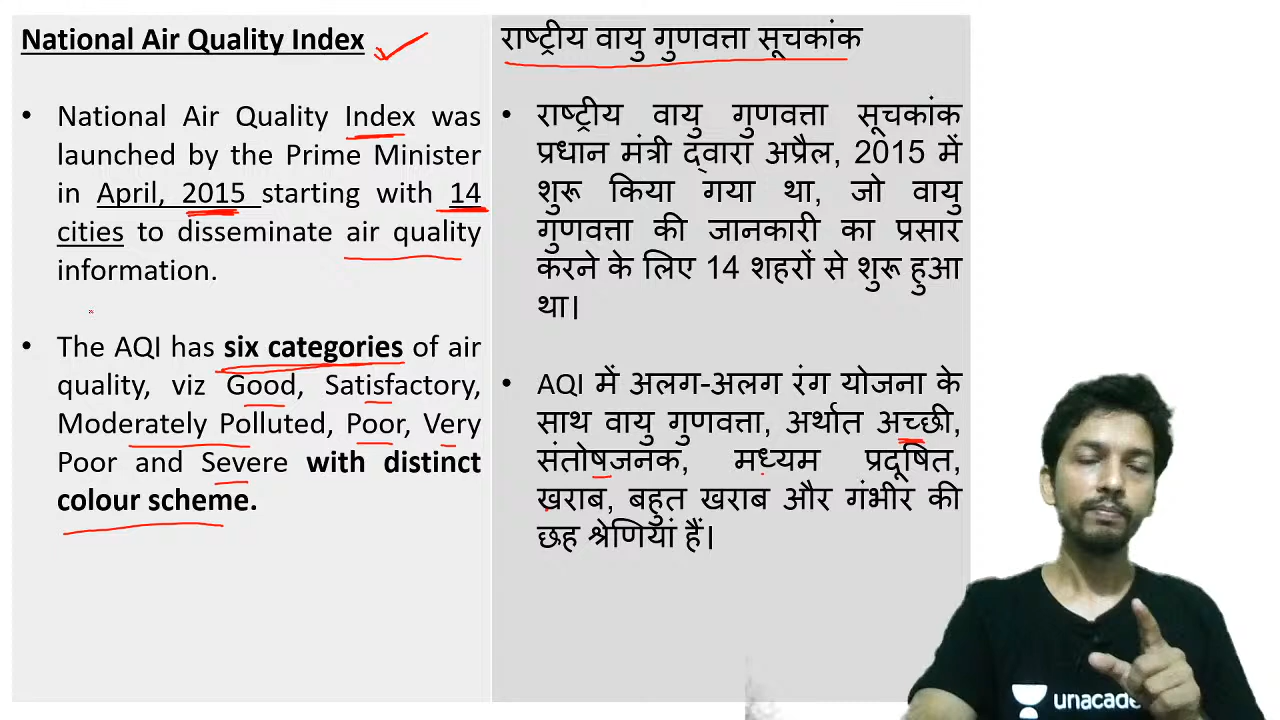 National Air Quality Index
• National Air Quality Index was
launched by the Prime Minister
in April, 2015 starting with 14
cities to disseminate air quality
information.
• The AQI has six categories of air
quality, viz Good, Satisfactory,
Moderately Polluted, Poor, Very
Poor and Severe with distinct
colour scheme.
राष्ट्रीय वायु गुणवत्ता सूचकांक
• राष्ट्रीय वायु गुणवत्ता सूचकांक
प्रधान मंत्री द्वारा अप्रैल, 2015 में
शुरू किया गया था, जो वायु
गुणवत्ता की जानकारी का प्रसार
करने के लिए 14 शहरों से शुरू हुआ
था।
• AQI में अलग-अलग रंग योजना के
साथ वायु गुणवत्ता, अर्थात अच्छी,
संतोषजनक, मध्यम प्रदूषित,
खराब, बहुत खराब और गंभीर की
छह श्रेणियां हैं।
unacade